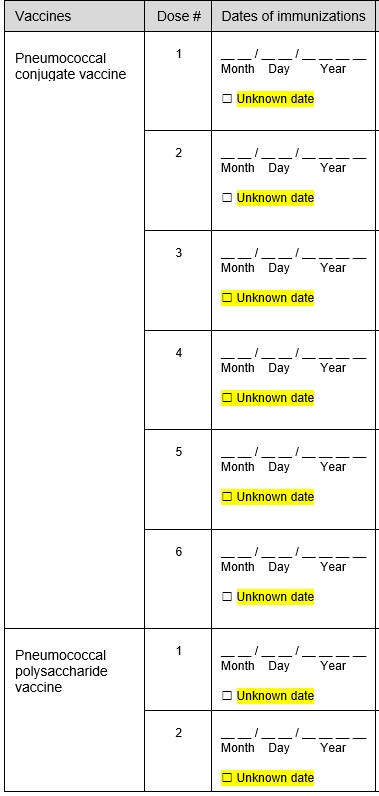 Vaccines Dose # Dates of immunizations
Pneumococcal
conjugate vaccine
1
__ __ / __ __ / __ __ __ __
Month Day Year
☐ Unknown date
2
__ __ / __ __ / __ __ __ __
Month Day Year
☐ Unknown date
3
__ __ / __ __ / __ __ __ __
Month Day Year
☐ Unknown date
4
__ __ / __ __ / __ __ __ __
Month Day Year
☐ Unknown date
5
__ __ / __ __ / __ __ __ __
Month Day Year
☐ Unknown date
6
__ __ / __ __ / __ __ __ __
Month Day Year
☐ Unknown date
Pneumococcal
polysaccharide
vaccine
1
__ __ / __ __ / __ __ __ __
Month Day Year
☐ Unknown date
2
__ __ / __ __ / __ __ __ __
Month Day Year
☐ Unknown date